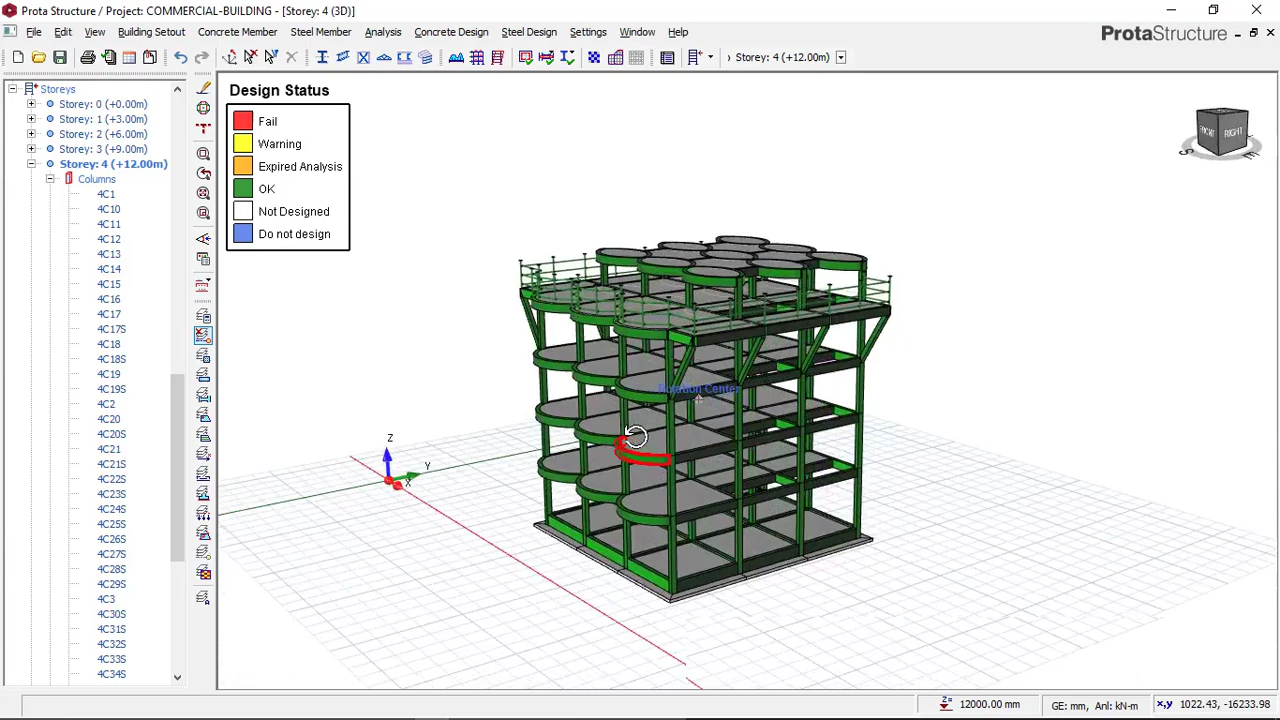 Prota Structure / Project: COMMERCIAL-BUILDING - [Storey: 4 (3D)]
File Edit View Building Setout Concrete Member Steel Member Analysis Concrete Design Steel Design Settings Window Help
ProtaStructure
Storey: 4 (+12.00m)
Storeys
Storey: 0 (+0.00m)
Storey: 1 (+3.00m)
Storey: 2 (+6.00m)
Storey: 3 (+9.00m)
Storey: 4 (+12.00m)
Columns
4C1
4C10
4C11
4C12
4C13
4C14
4C15
4C16
4C17
4C17S
4C18
4C18S
4C19
4C19S
4C2
4C20
4C20S
4C21
4C21S
4C22S
4C23S
4C24S
4C25S
4C26S
4C27S
4C28S
4C29S
4C3
4C30S
4C31S
4C32S
4C33S
4C34S
Design Status
Fail
Warning
Expired Analysis
OK
Not Designed
Do not design
FRONT RIGHT
S E
Rotation Center
Z
Y
X
Z= 12000.00 mm
GE: mm, Anl: kN-m
x,y 1022.43, -16233.98